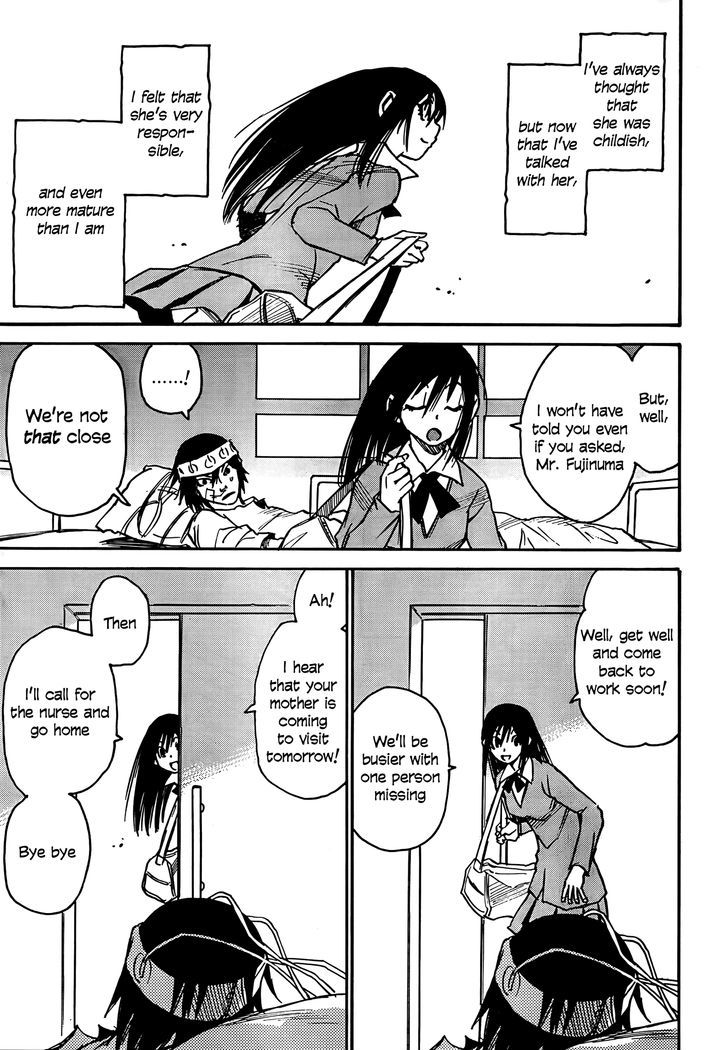 I've always
thought
that
she was
childish,
but now
that I've
talked
with her,
I felt that
she's very
respon-
sible,
and even
more mature
than I am
But,
well,
I won't have
told you even
if you asked,
Mr. Fujinuma
......!
We're not
that close
Well, get well
and come
back to
work soon!
We'll be
busier with
one person
missing
Ah!
I hear
that your
mother is
coming
to visit
tomorrow!
Then
I'll call for
the nurse and
go home
Bye bye